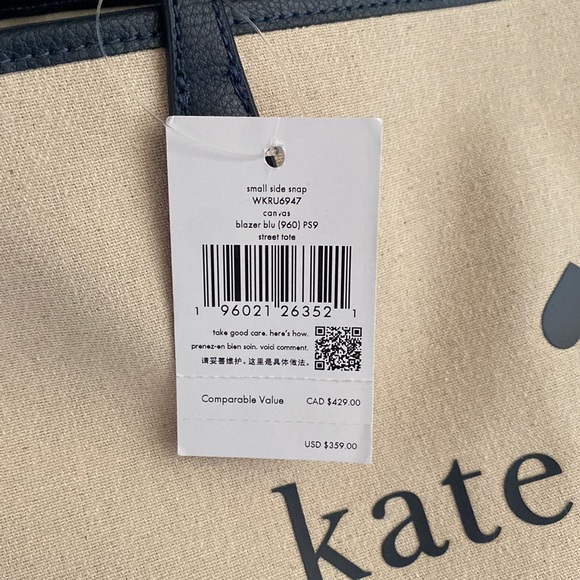 small side snap
WKRU6947
canvas
blazer blu (960) PS9
street tote
1 96021 26352 1
take good care. here's how.
prenez-en bien soin. voici comment.
请妥善维护。这里是具体做法。
Comparable Value CAD $429.00
USD $359.00
kate